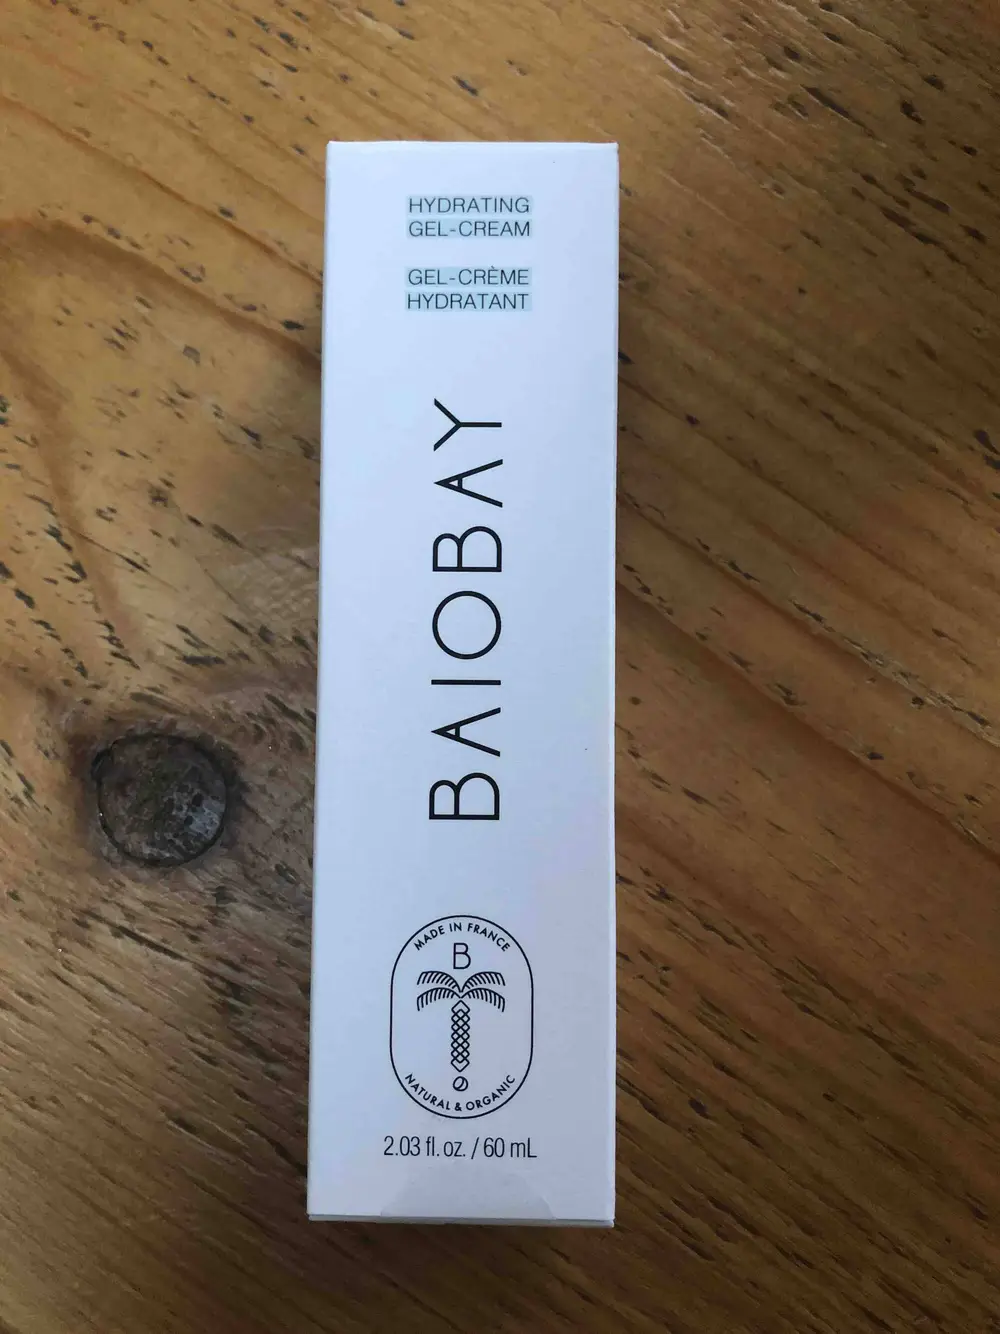 HYDRATING
GEL-CREAM
GEL-CRÈME
HYDRATANT
BAIOBAY
MADE IN FRANCE
B
NATURAL & ORGANIC
2.03 fl. oz. / 60 mL